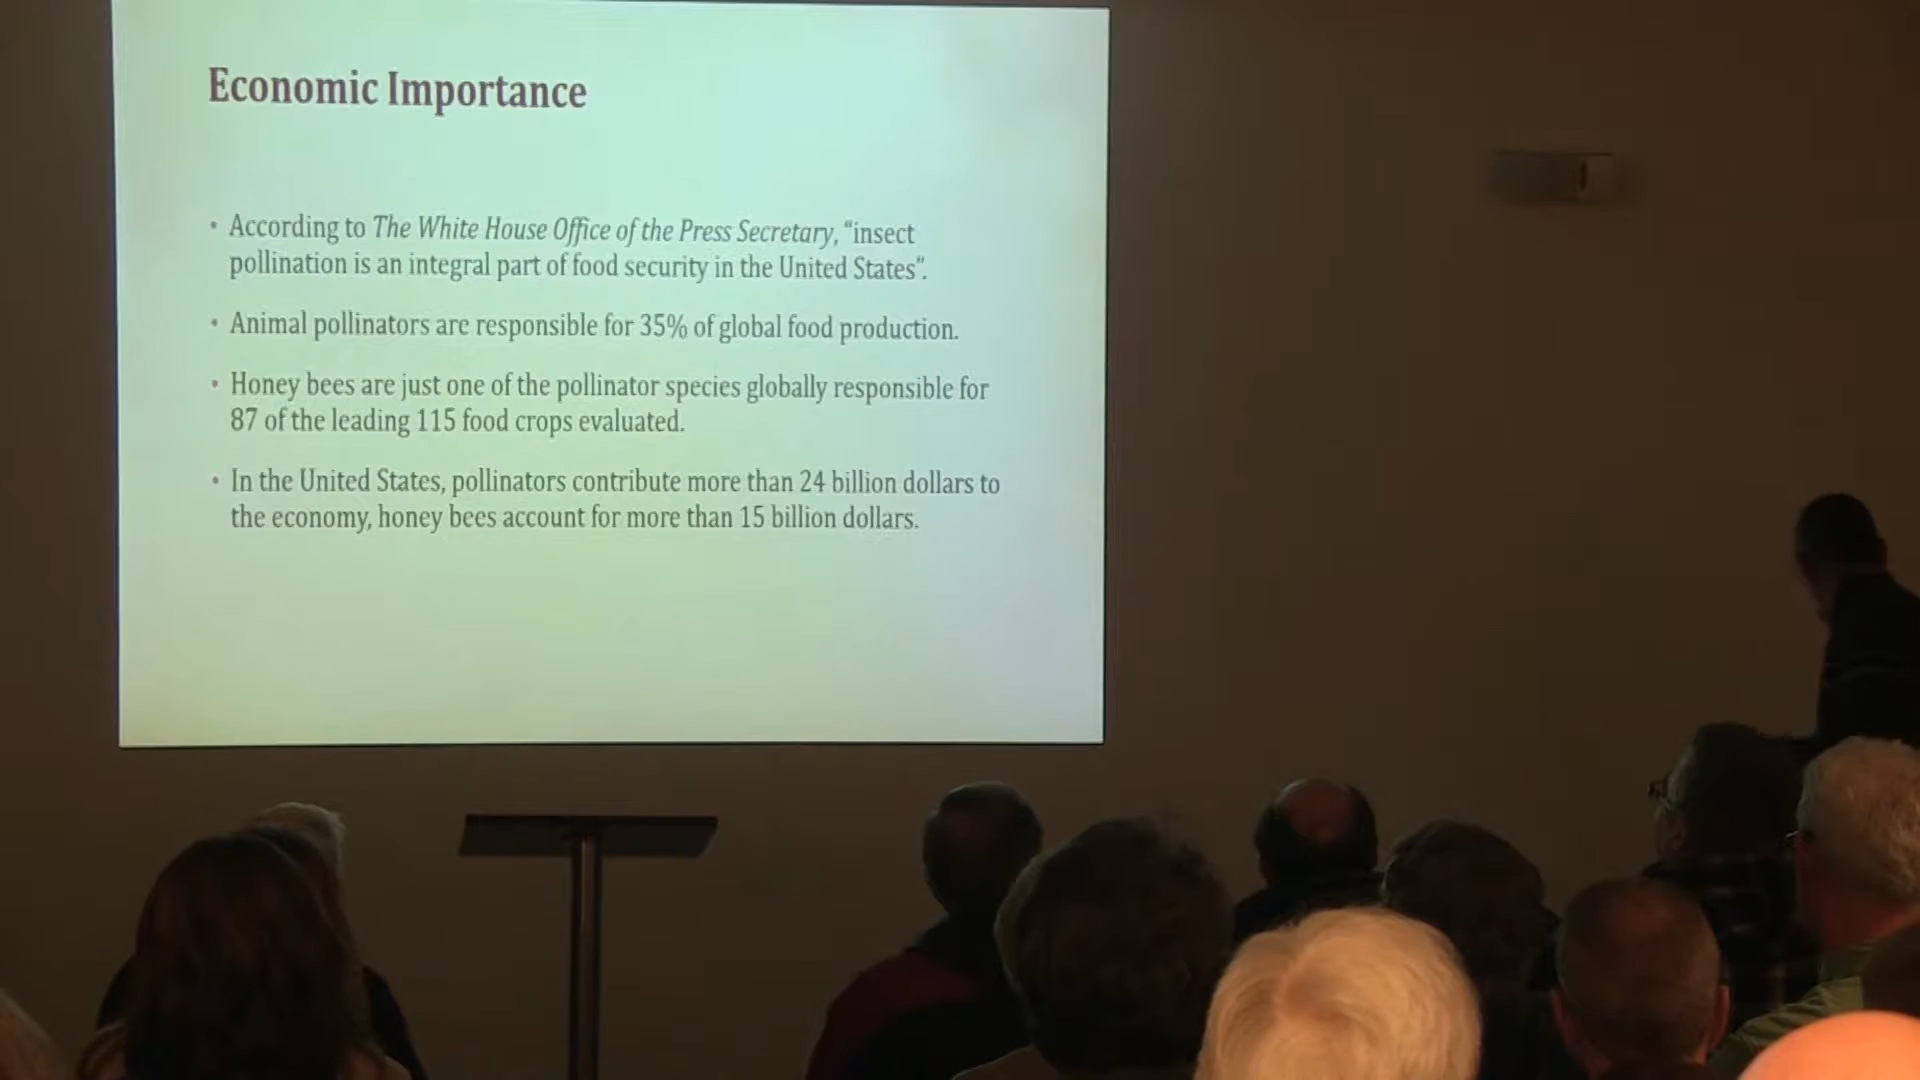 Economic Importance
• According to The White House Office of the Press Secretary, “insect
pollination is an integral part of food security in the United States”.
• Animal pollinators are responsible for 35% of global food production.
• Honey bees are just one of the pollinator species globally responsible for
87 of the leading 115 food crops evaluated.
• In the United States, pollinators contribute more than 24 billion dollars to
the economy, honey bees account for more than 15 billion dollars.